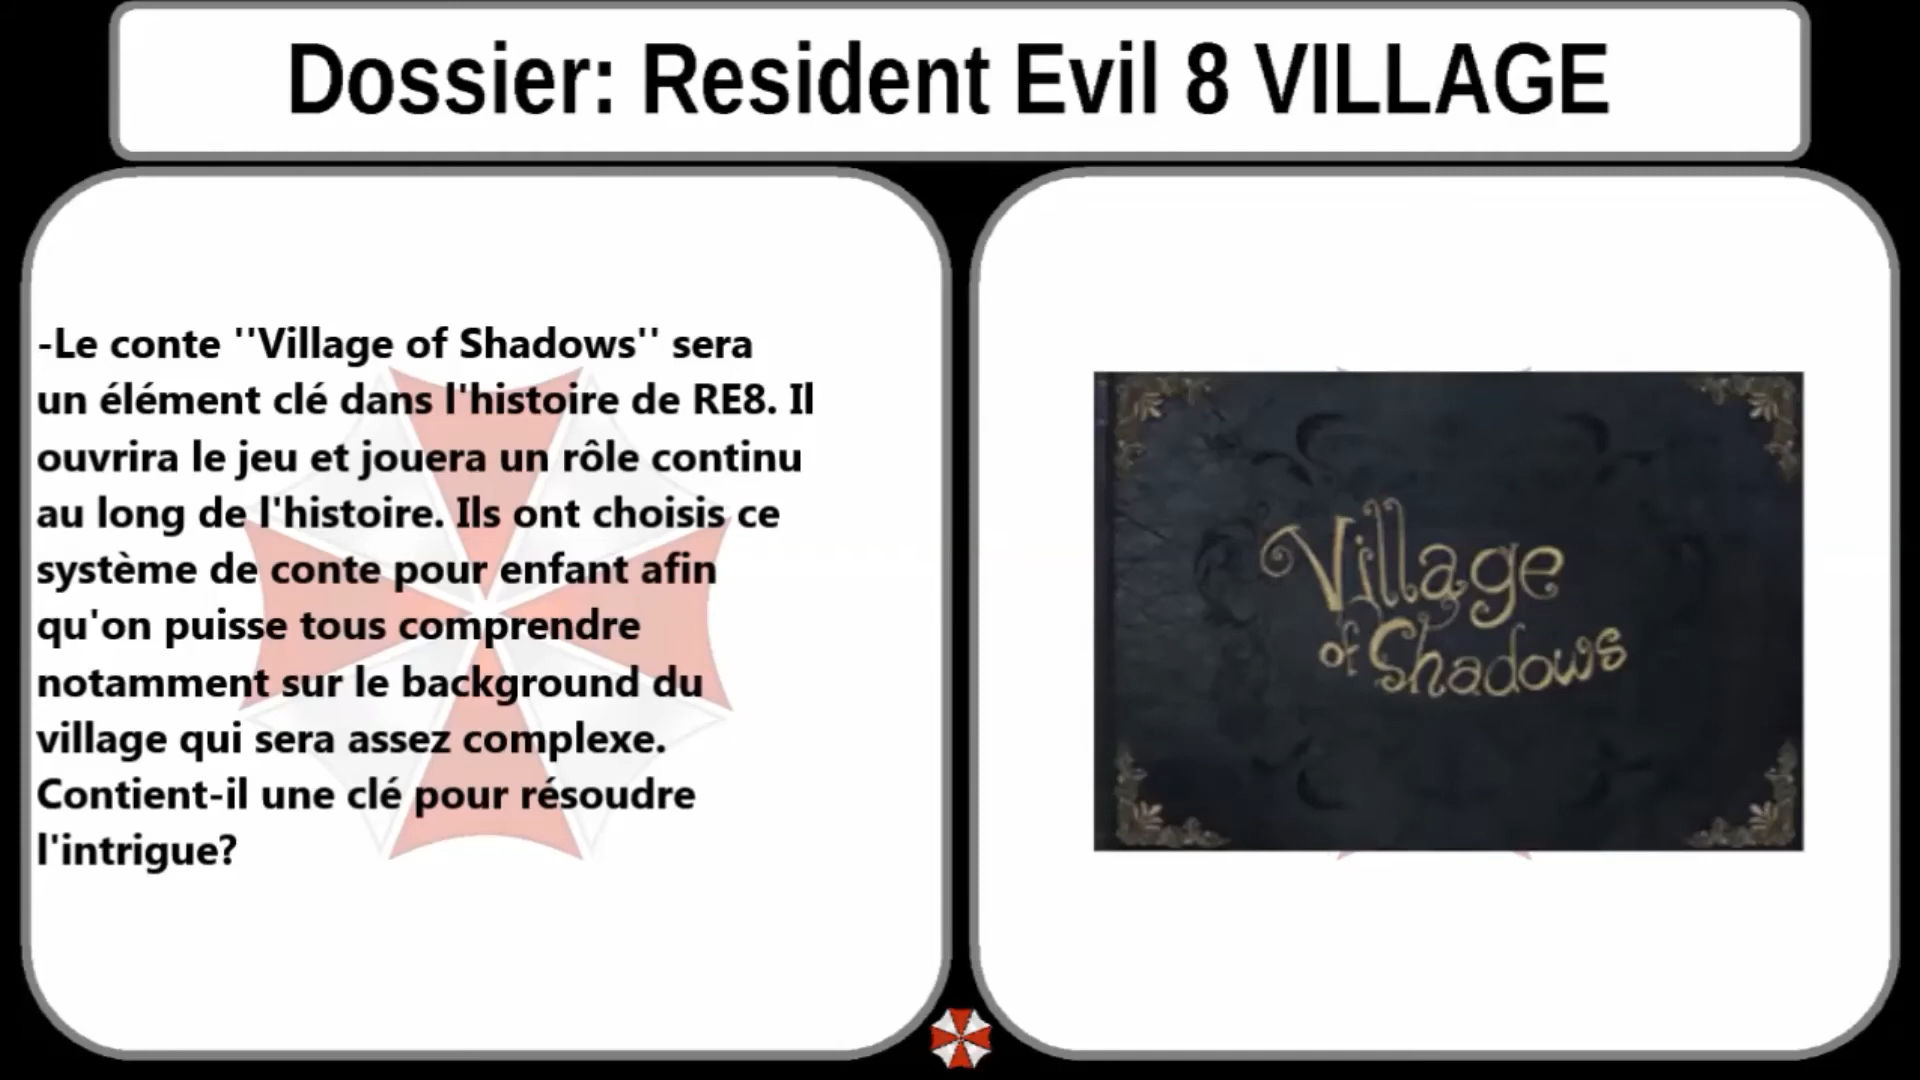 Dossier: Resident Evil 8 VILLAGE
-Le conte ''Village of Shadows'' sera
un élément clé dans l'histoire de RE8. Il
ouvrira le jeu et jouera un rôle continu
au long de l'histoire. Ils ont choisis ce
système de conte pour enfant afin
qu'on puisse tous comprendre
notamment sur le background du
village qui sera assez complexe.
Contient-il une clé pour résoudre
l'intrigue?
Village
of Shadows